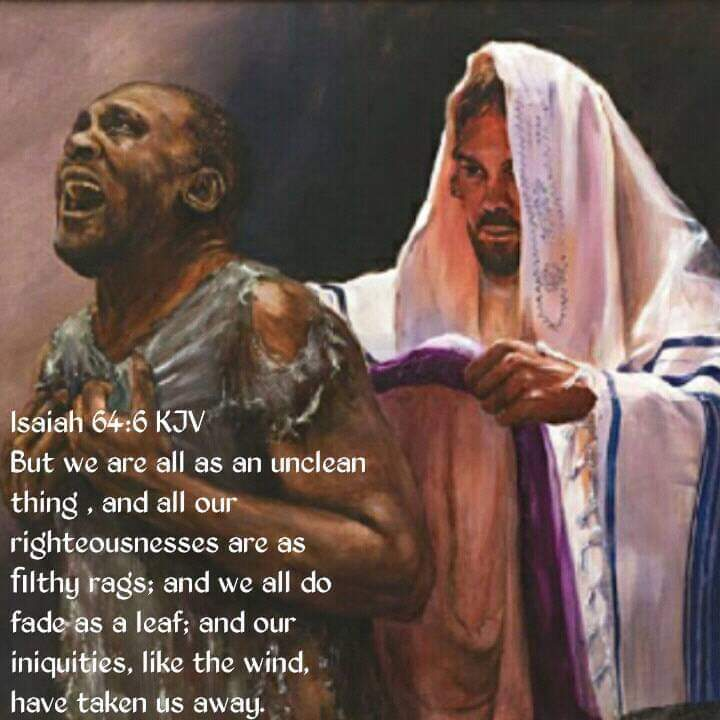 Isaiah 64:6 KJV
But we are all as an unclean
thing , and all our
righteousnesses are as
filthy rags; and we all do
fade as a leaf; and our
iniquities, like the wind,
have taken us away.